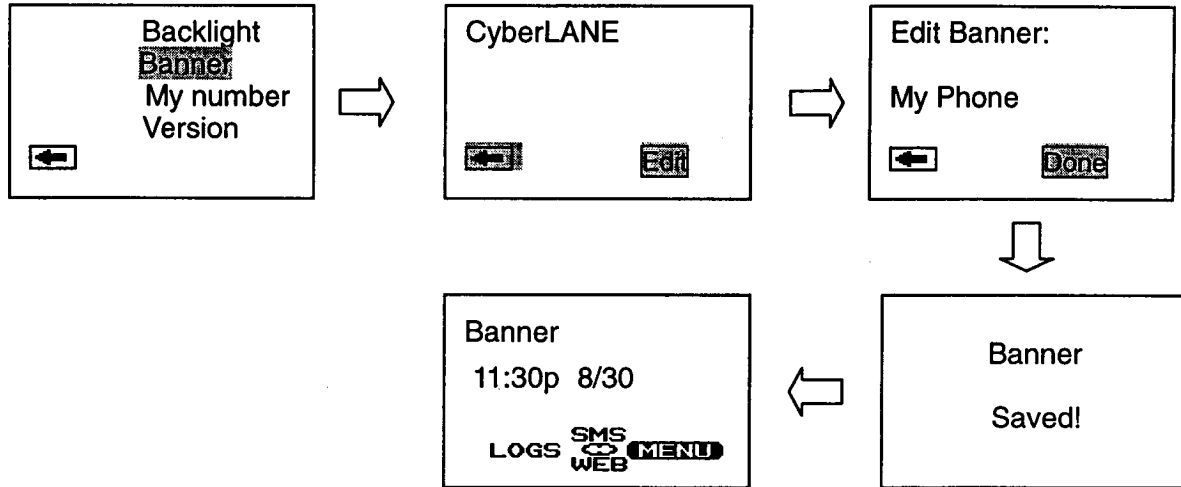 Backlight
Banner
My number
Version
CyberLANE
Edit
Edit Banner:
My Phone
Done
Banner
Saved!
Banner
11:30p 8/30
SMS
LOGS MENU
WEB